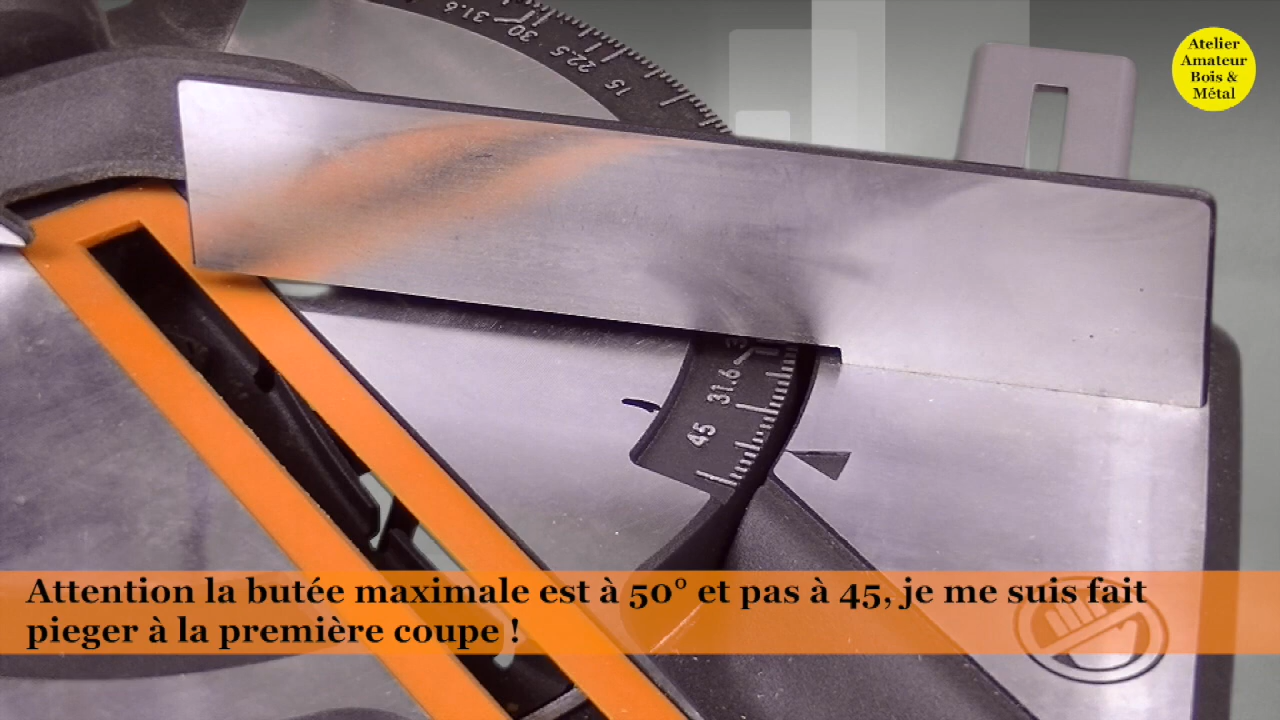 31.6
30
22.5
15
Atelier
Amateur
Bois &
Métal
31.6
45
Attention la butée maximale est à 50° et pas à 45, je me suis fait
pieger à la première coupe !